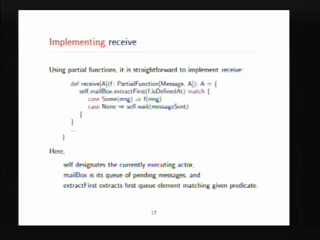 Implementing receive
Using partial functions, it is straightforward to implement receive:
def receive[A](f: PartialFunction[Message, A]): A = {
self.mailBox.extractFirst(f.isDefinedAt) match {
case Some(msg) ⇒ f(msg)
case None ⇒ self.wait(messageSent)
}
}
...
}
Here,
self designates the currently executing actor,
mailBox is its queue of pending messages, and
extractFirst extracts first queue element matching given predicate.
17